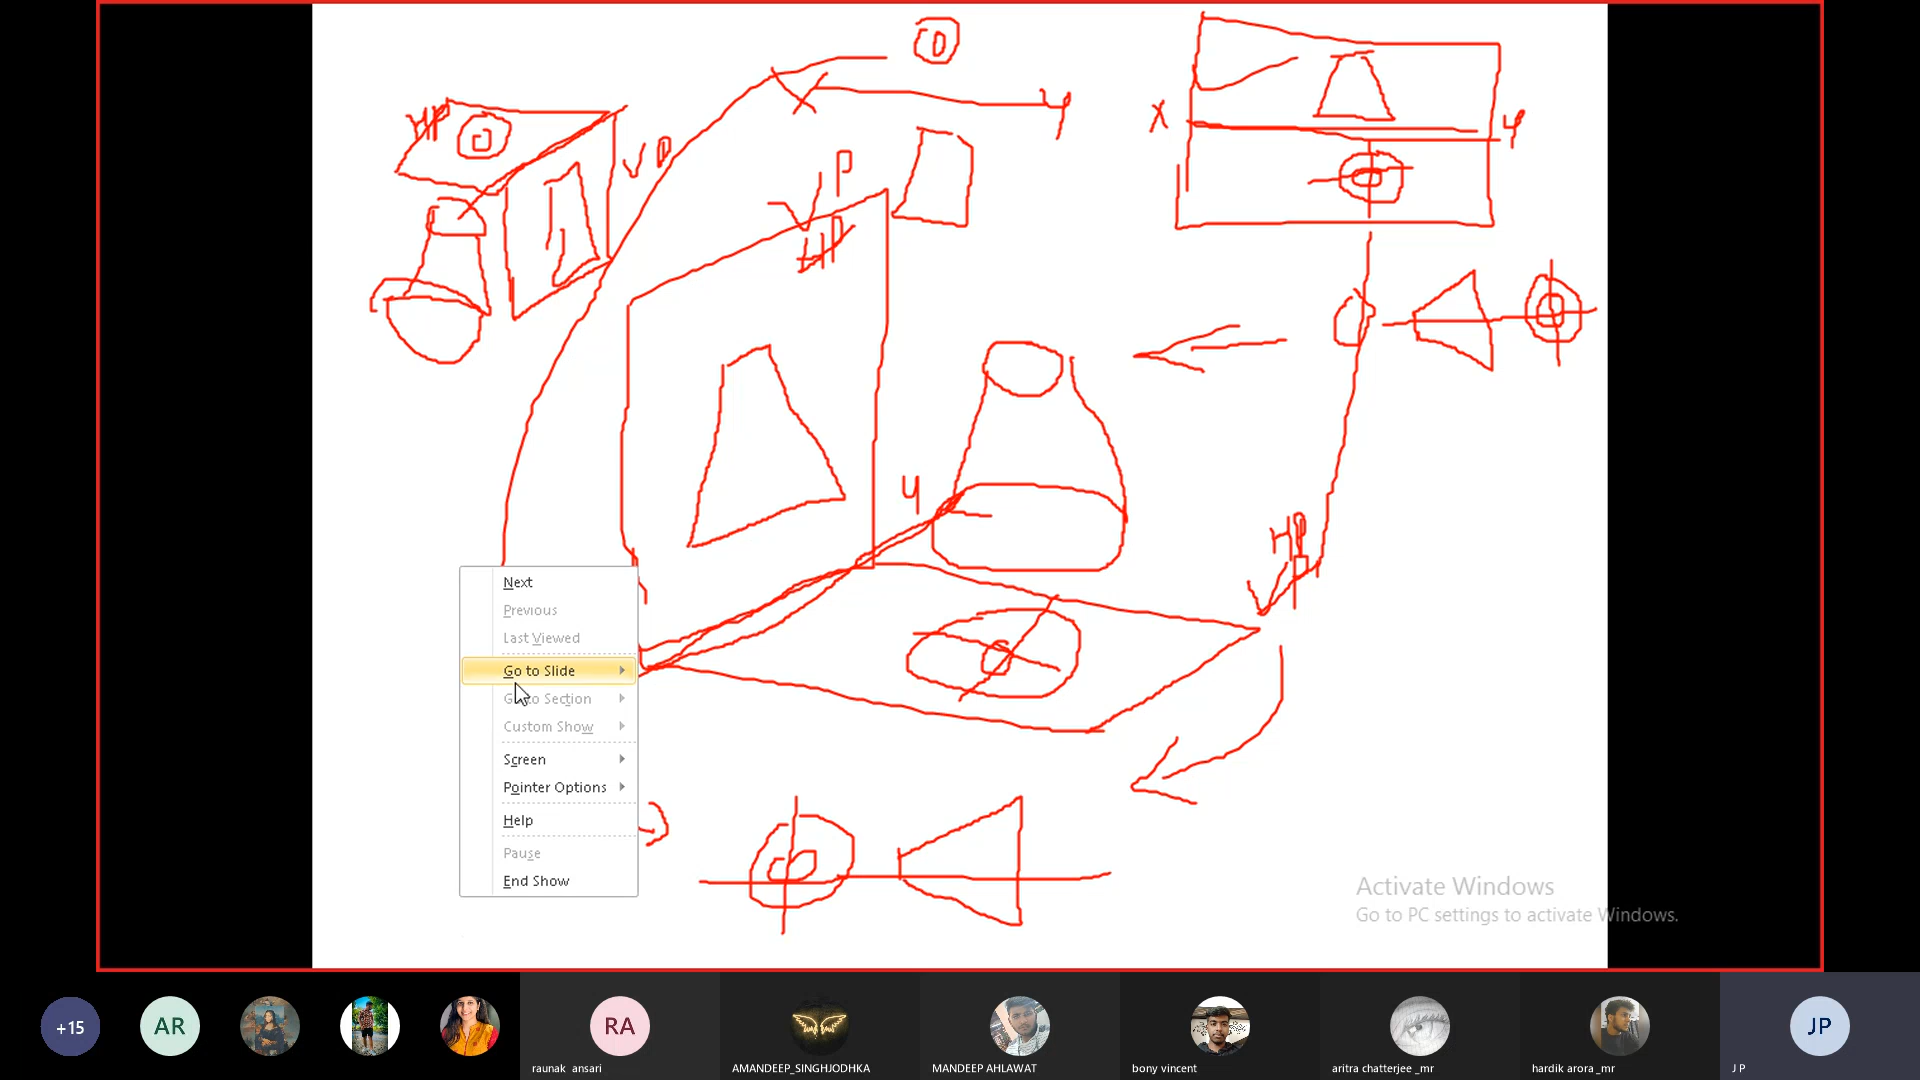 HP
VP
X
Y
VP
HP
X
Y
Y
HP
Next
Previous
Last Viewed
Go to Slide
Go to Section
Custom Show
Screen
Pointer Options
Help
Pause
End Show
Activate Windows
Go to PC settings to activate Windows.
+15
AR
RA
JP
raunak ansari
AMANDEEP_SINGHJODHKA
MANDEEP AHLAWAT
bony vincent
aritra chatterjee _mr
hardik arora _mr
J P